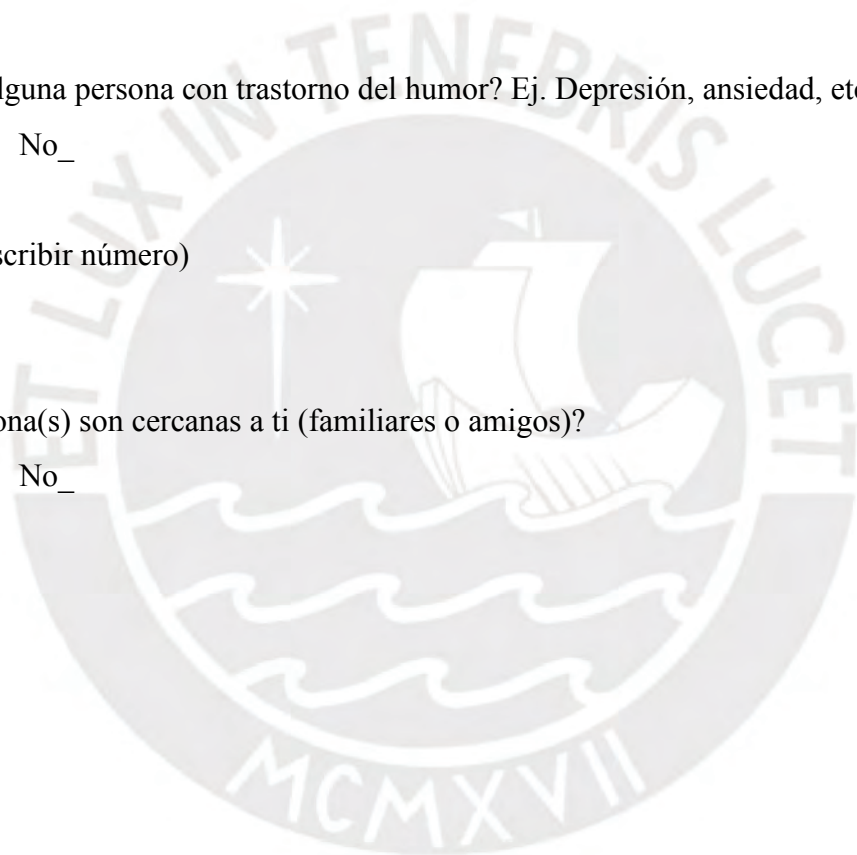 lguna persona con trastorno del humor? Ej. Depresión, ansiedad, etc
No_
scribir número)
ona(s) son cercanas a ti (familiares o amigos)?
No_
ET LUX IN TENEBRIS LUCET
MCMXVII